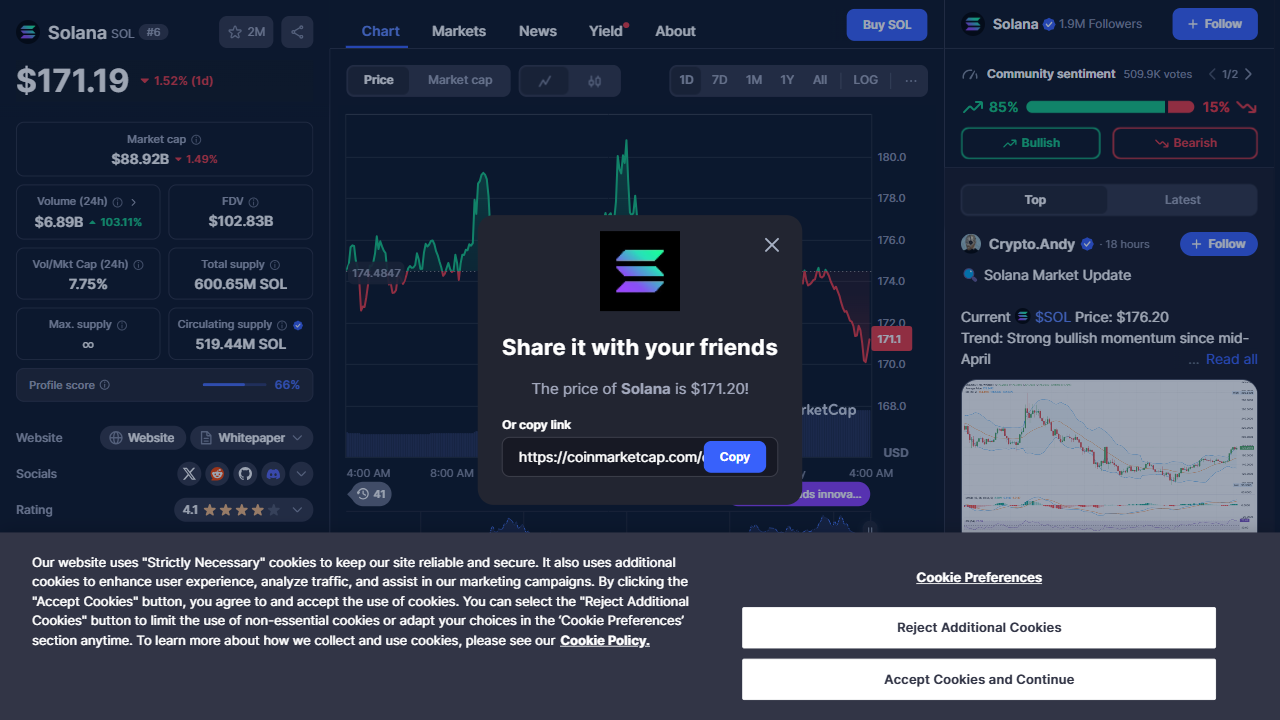 Solana SOL #6
2M
$171.19 1.52% (1d)
Market cap
$88.92B 1.49%
Volume (24h)
$6.89B 103.11%
FDV
$102.83B
Vol/Mkt Cap (24h)
7.75%
Total supply
600.65M SOL
Max. supply
∞
Circulating supply
519.44M SOL
Profile score
66%
Website
Website
Whitepaper
Socials
Rating
4.1
Chart
Markets
News
Yield
About
Buy SOL
Price
Market cap
1D
7D
1M
1Y
All
LOG
...
180.0
178.0
176.0
174.0
172.0
171.1
170.0
168.0
USD
174.4847
rketCap
4:00 AM
8:00 AM
4:00 AM
41
ds innova...
Share it with your friends
The price of Solana is $171.20!
Or copy link
https://coinmarketcap.com/
Copy
Solana 1.9M Followers
+ Follow
Community sentiment 509.9K votes
1/2
85%
15%
Bullish
Bearish
Top
Latest
Crypto.Andy · 18 hours
+ Follow
Solana Market Update
Current $SOL Price: $176.20
Trend: Strong bullish momentum since mid-
April
... Read all
Our website uses "Strictly Necessary" cookies to keep our site reliable and secure. It also uses additional
cookies to enhance user experience, analyze traffic, and assist in our marketing campaigns. By clicking the
"Accept Cookies" button, you agree to and accept the use of cookies. You can select the "Reject Additional
Cookies" button to limit the use of non-essential cookies or adapt your choices in the ‘Cookie Preferences’
section anytime. To learn more about how we collect and use cookies, please see our Cookie Policy.
Cookie Preferences
Reject Additional Cookies
Accept Cookies and Continue